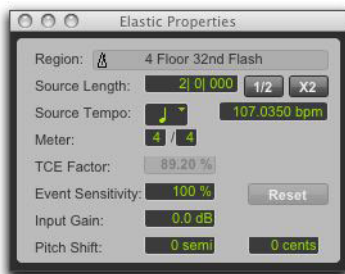 Elastic Properties
Region: 4 Floor 32nd Flash
Source Length: 2| 0| 000 1/2 X2
Source Tempo: 107.0350 bpm
Meter: 4 / 4
TCE Factor: 89.20 %
Event Sensitivity: 100 % Reset
Input Gain: 0.0 dB
Pitch Shift: 0 semi 0 cents